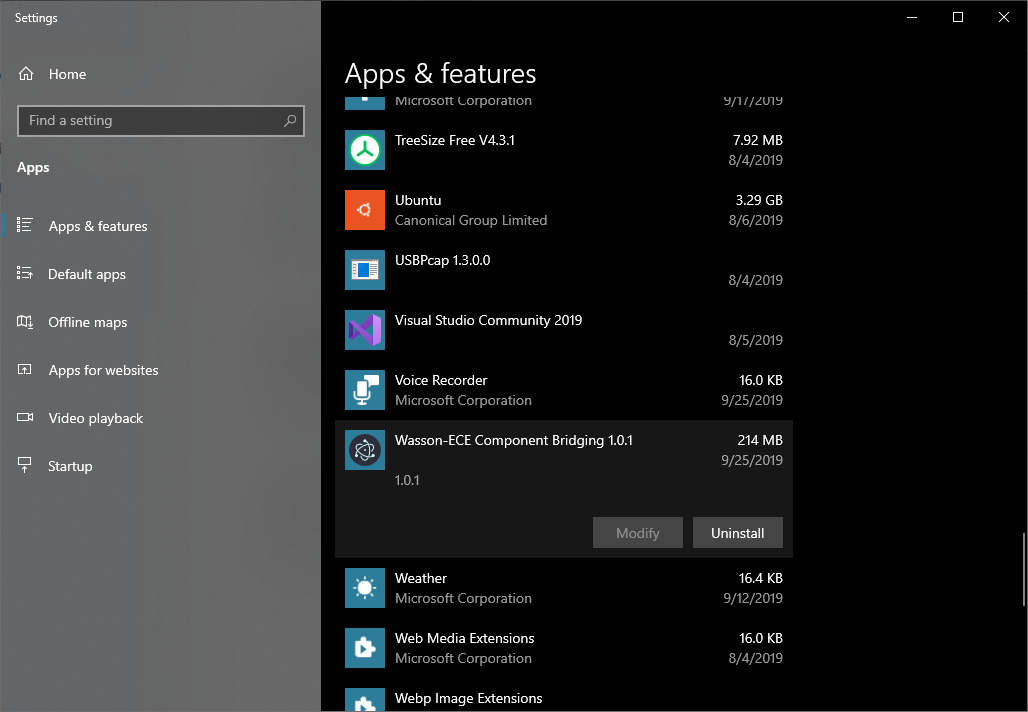 Settings
Home
Find a setting
Apps
Apps & features
Default apps
Offline maps
Apps for websites
Video playback
Startup
Apps & features
Microsoft Corporation 9/17/2019
TreeSize Free V4.3.1 7.92 MB
8/4/2019
Ubuntu 3.29 GB
Canonical Group Limited 8/6/2019
USBPcap 1.3.0.0
8/4/2019
Visual Studio Community 2019
8/5/2019
Voice Recorder 16.0 KB
Microsoft Corporation 9/25/2019
Wasson-ECE Component Bridging 1.0.1 214 MB
9/25/2019
1.0.1
Modify Uninstall
Weather 16.4 KB
Microsoft Corporation 9/12/2019
Web Media Extensions 16.0 KB
Microsoft Corporation 8/4/2019
Webp Image Extensions